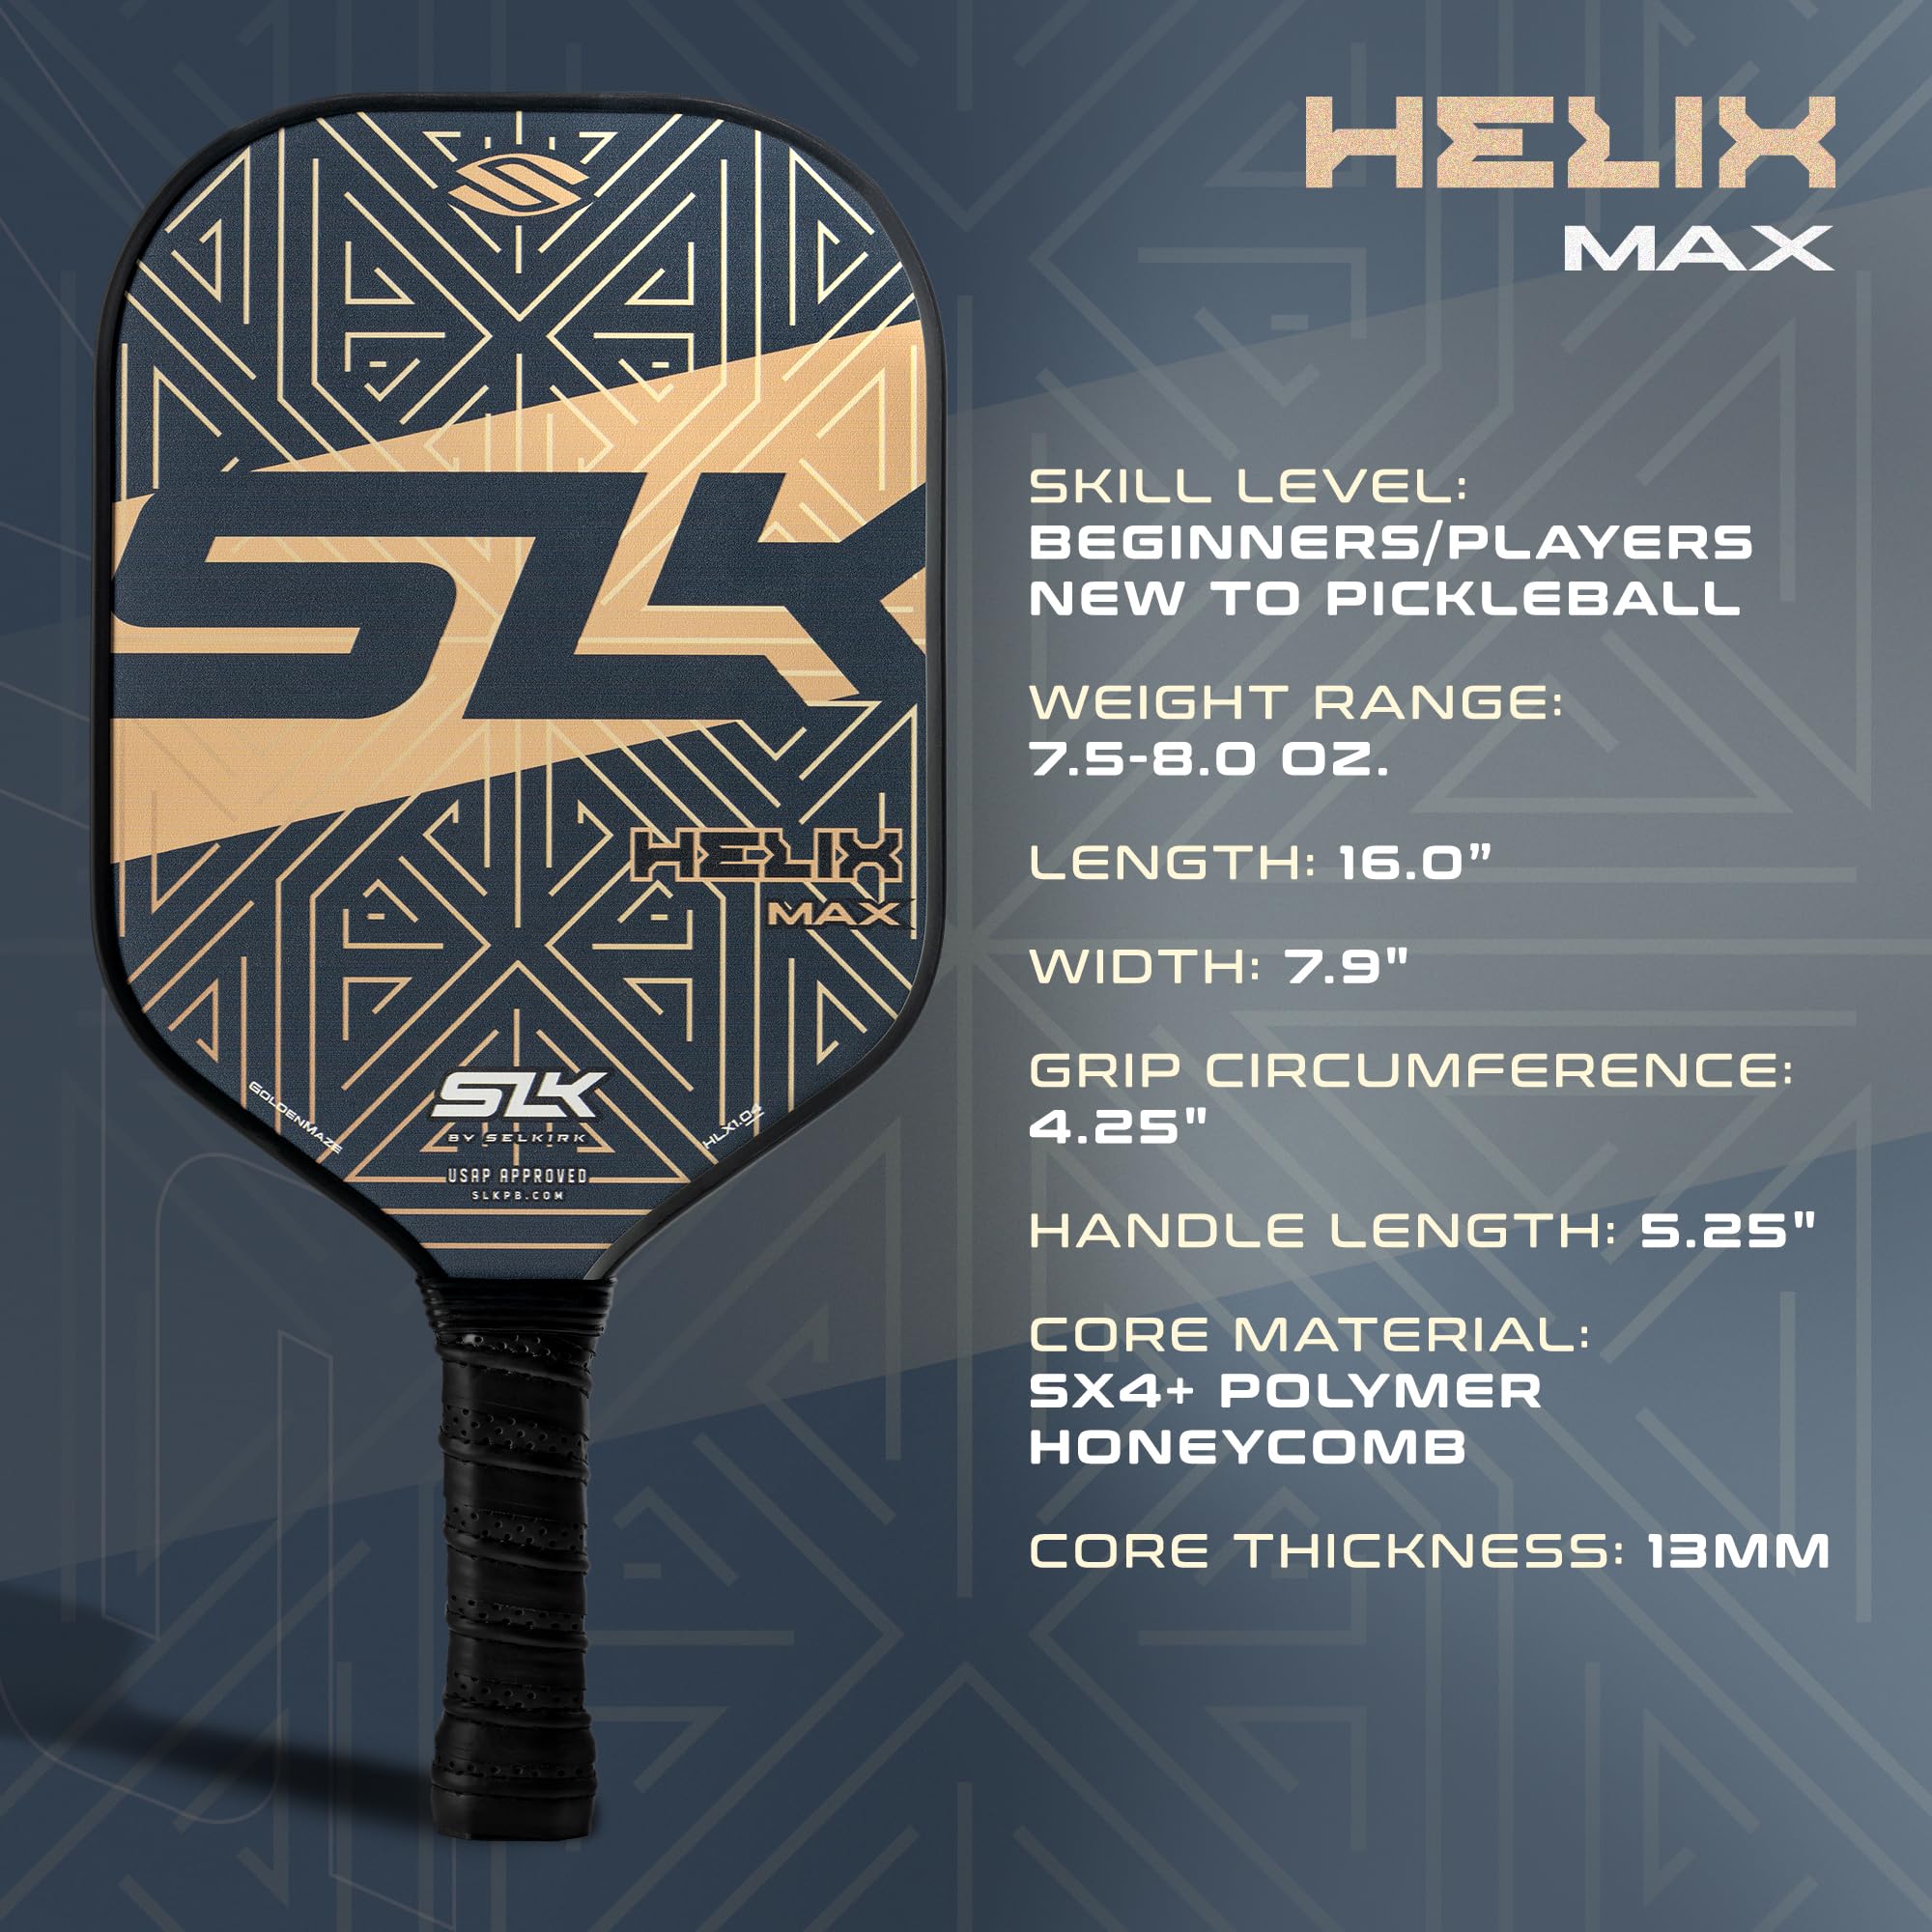 HELIX
MAX
SLK
HELIX
MAX
SLK
BY SELKIRK
GOLDENMAZE
HLX1.0
USAP APPROVED
SLKPB.COM
SKILL LEVEL:
BEGINNERS/PLAYERS
NEW TO PICKLEBALL
WEIGHT RANGE:
7.5-8.0 OZ.
LENGTH: 16.0”
WIDTH: 7.9"
GRIP CIRCUMFERENCE:
4.25"
HANDLE LENGTH: 5.25"
CORE MATERIAL:
SX4+ POLYMER
HONEYCOMB
CORE THICKNESS: 13MM